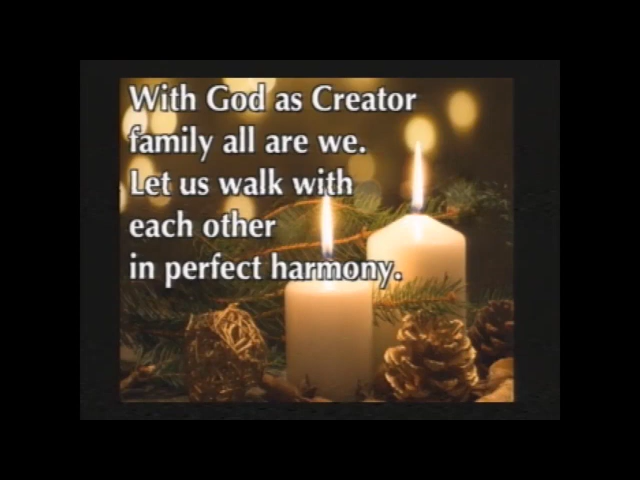 With God as Creator
family all are we.
Let us walk with
each other
in perfect harmony.